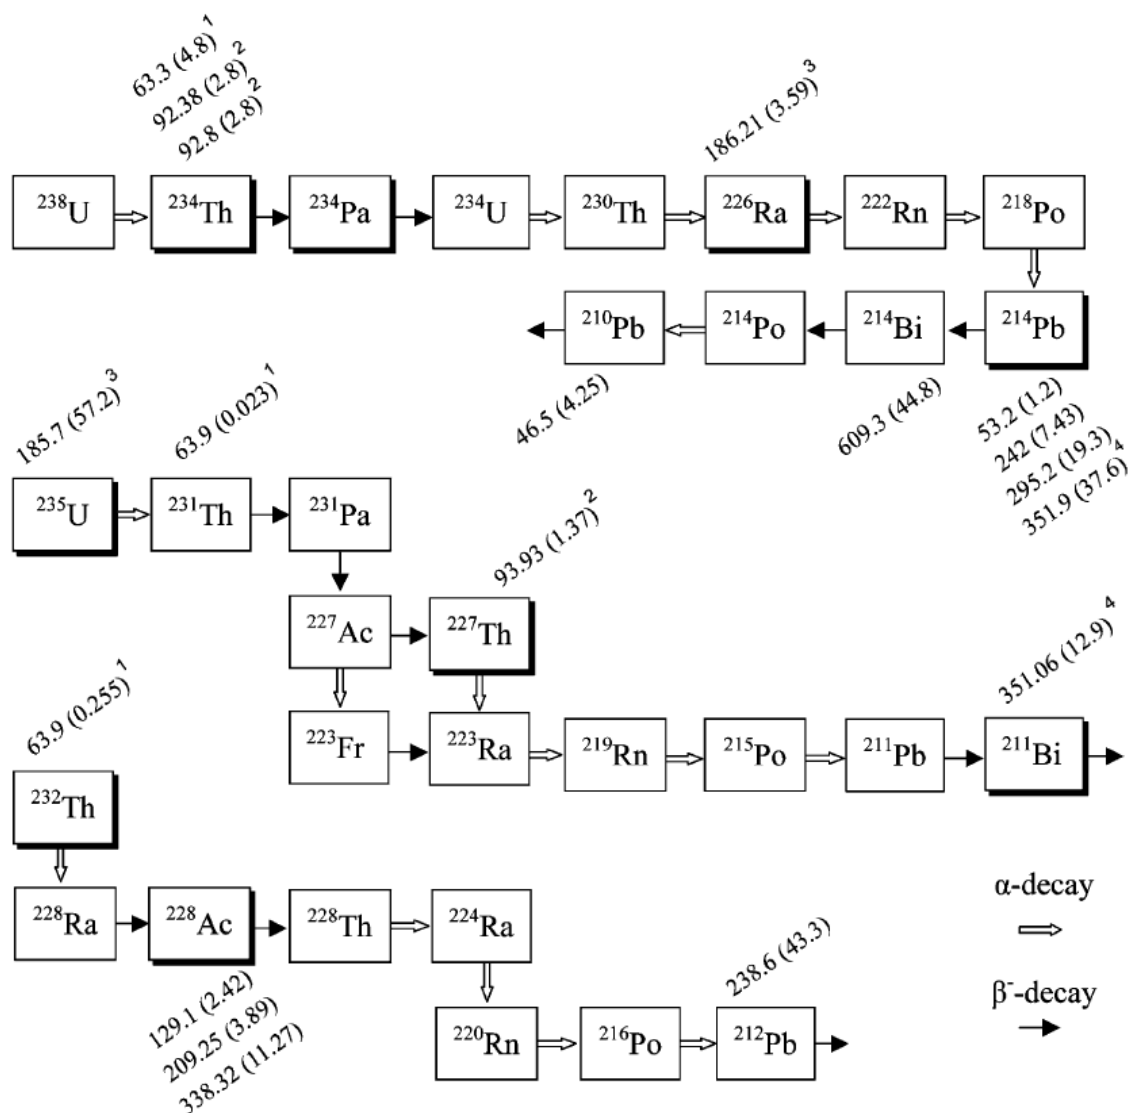 63.3 (4.8)¹
92.38 (2.8)²
92.8 (2.8)²
186.21 (3.59)³
²³⁸U
²³⁴Th
²³⁴Pa
²³⁴U
²³⁰Th
²²⁶Ra
²²²Rn
²¹⁸Po
²¹⁰Pb
²¹⁴Po
²¹⁴Bi
²¹⁴Pb
46.5 (4.25)
609.3 (44.8)
53.2 (1.2)
242 (7.43)
295.2 (19.3)
351.9 (37.6)⁴
185.7 (57.2)³
63.9 (0.023)¹
²³⁵U
²³¹Th
²³¹Pa
93.93 (1.37)²
²²⁷Ac
²²⁷Th
351.06 (12.9)⁴
²²³Fr
²²³Ra
²¹⁹Rn
²¹⁵Po
²¹¹Pb
²¹¹Bi
63.9 (0.255)¹
²³²Th
²²⁸Ra
²²⁸Ac
²²⁸Th
²²⁴Ra
129.1 (2.42)
209.25 (3.89)
338.32 (11.27)
238.6 (43.3)
²²⁰Rn
²¹⁶Po
²¹²Pb
α-decay
β⁻-decay